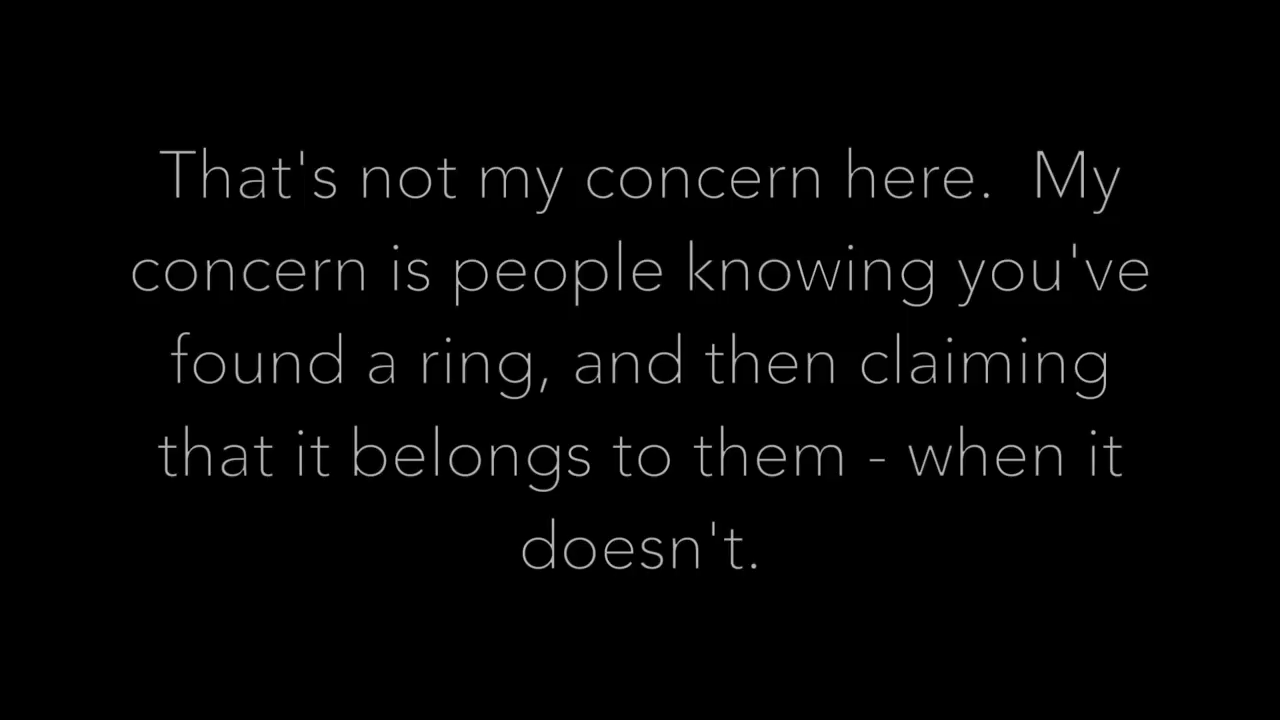 That's not my concern here.  My
concern is people knowing you've
found a ring, and then claiming
that it belongs to them - when it
doesn't.